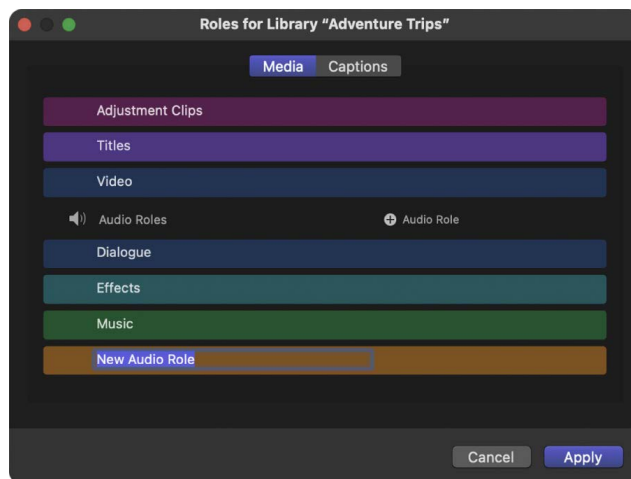 Roles for Library “Adventure Trips”
Media Captions
Adjustment Clips
Titles
Video
Audio Roles Audio Role
Dialogue
Effects
Music
New Audio Role
Cancel Apply